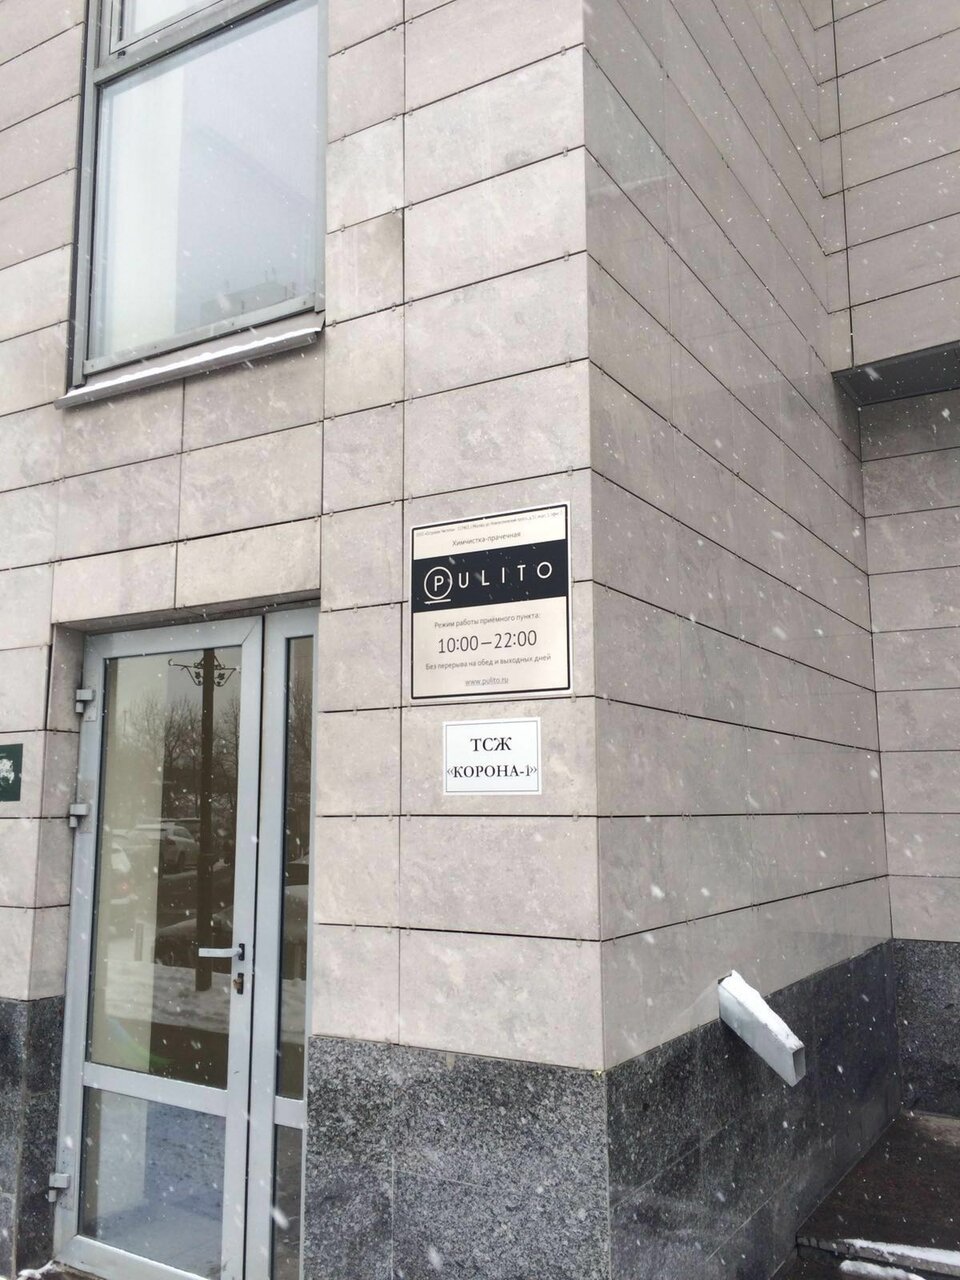 Химчистка-прачечная
PULITO
Режим работы приёмного пункта:
10:00–22:00
Без перерыва на обед и выходных дней
www.pulito.ru
ТСЖ
«КОРОНА-1»